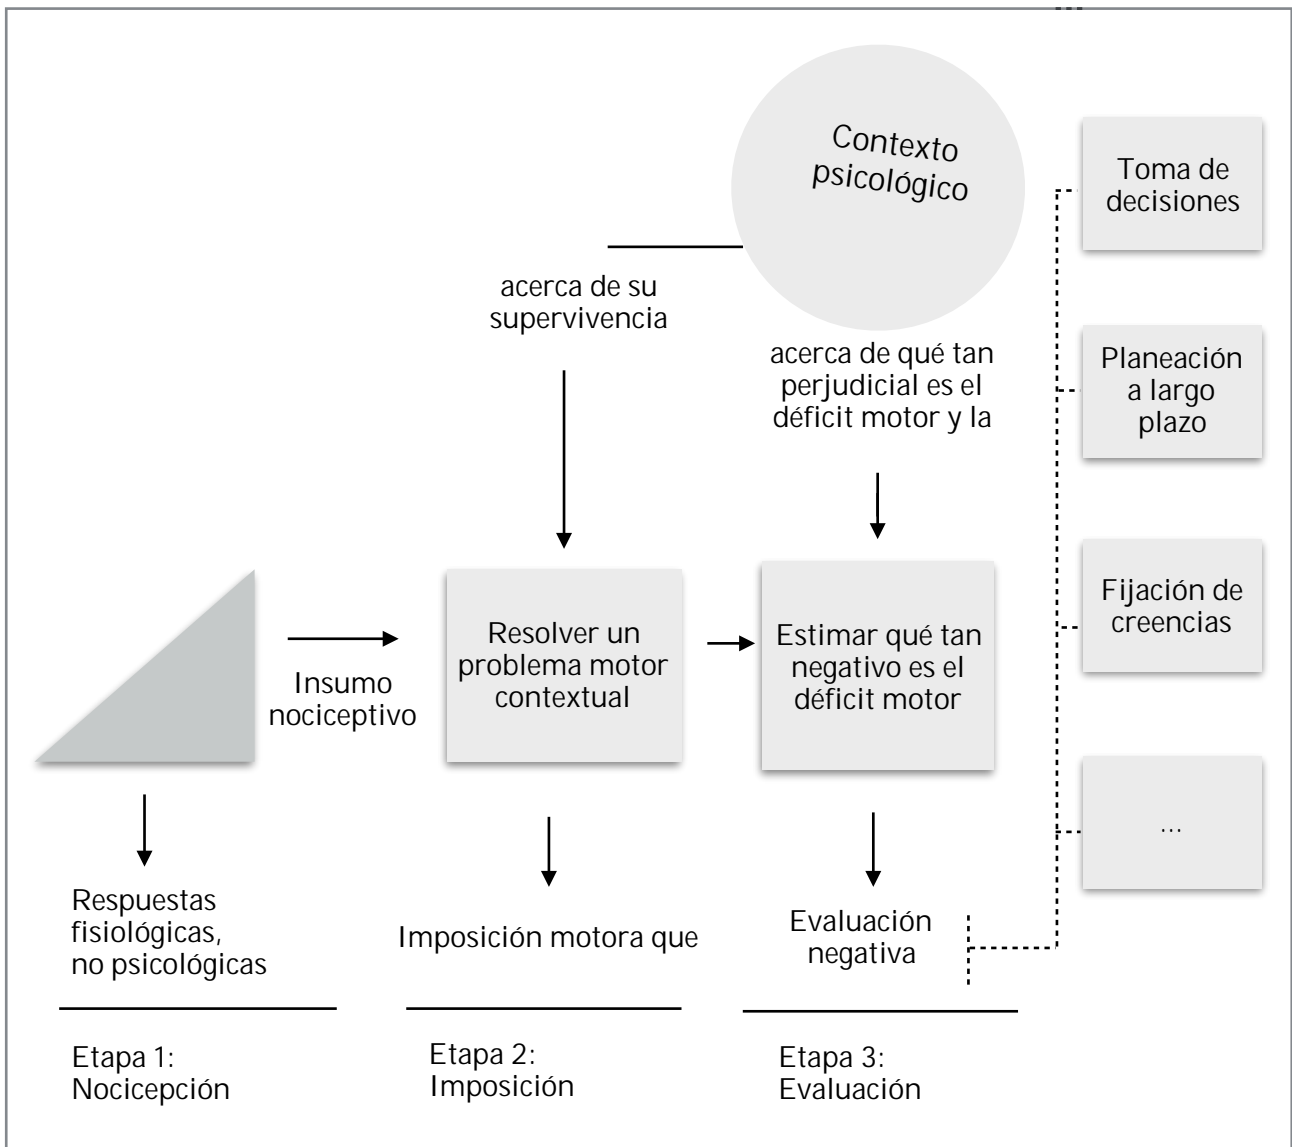 Contexto
psicológico
acerca de su
supervivencia
acerca de qué tan
perjudicial es el
déficit motor y la
Toma de
decisiones
Planeación
a largo
plazo
Fijación de
creencias
...
Insumo
nociceptivo
Resolver un
problema motor
contextual
Estimar qué tan
negativo es el
déficit motor
Respuestas
fisiológicas,
no psicológicas
Imposición motora que
Evaluación
negativa
Etapa 1:
Nocicepción
Etapa 2:
Imposición
Etapa 3:
Evaluación